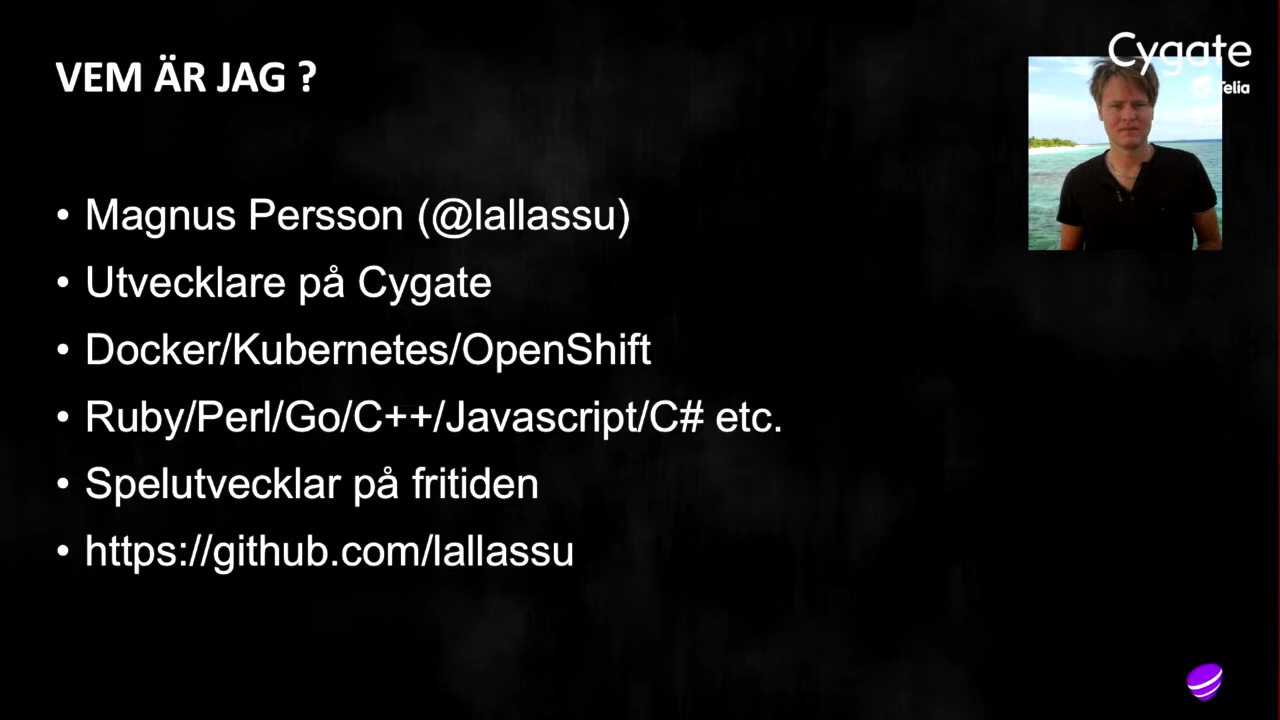 VEM ÄR JAG ?
Cygate
Telia
• Magnus Persson (@lallassu)
• Utvecklare på Cygate
• Docker/Kubernetes/OpenShift
• Ruby/Perl/Go/C++/Javascript/C# etc.
• Spelutvecklar på fritiden
• https://github.com/lallassu